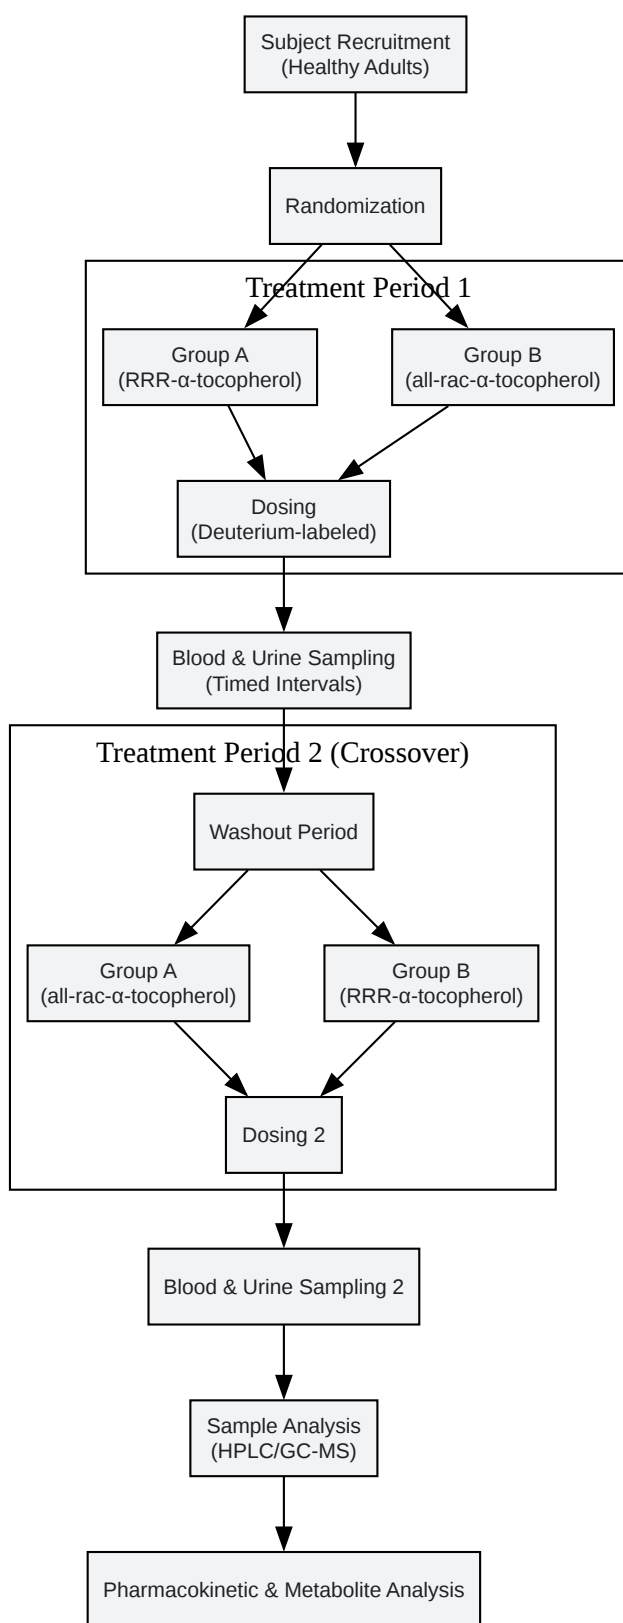 Subject Recruitment
(Healthy Adults)
Randomization
Treatment Period 1
Group A
(RRR-α-tocopherol)
Group B
(all-rac-α-tocopherol)
Dosing
(Deuterium-labeled)
Blood & Urine Sampling
(Timed Intervals)
Treatment Period 2 (Crossover)
Washout Period
Group A
(all-rac-α-tocopherol)
Group B
(RRR-α-tocopherol)
Dosing 2
Blood & Urine Sampling 2
Sample Analysis
(HPLC/GC-MS)
Pharmacokinetic & Metabolite Analysis